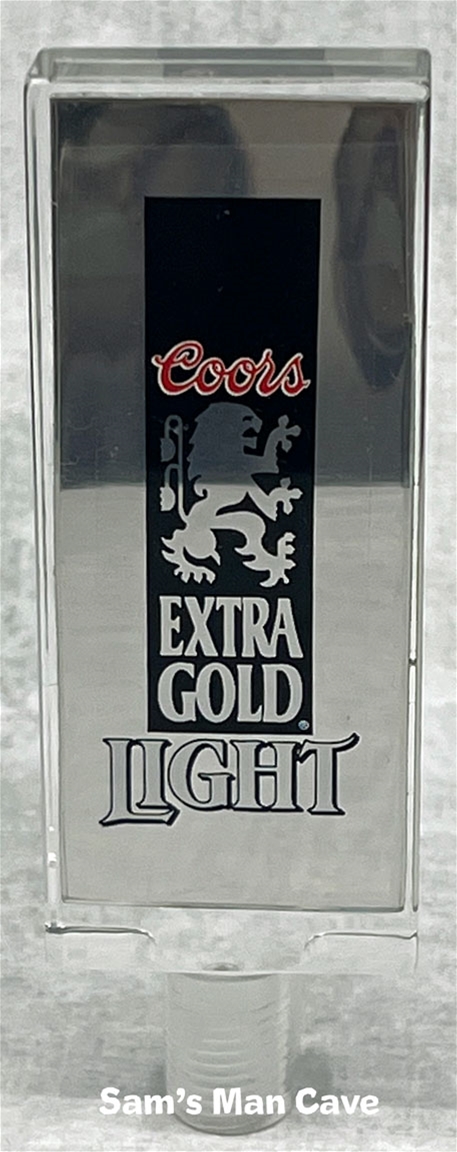 Coors
EXTRA
GOLD®
LIGHT
Sam's Man Cave